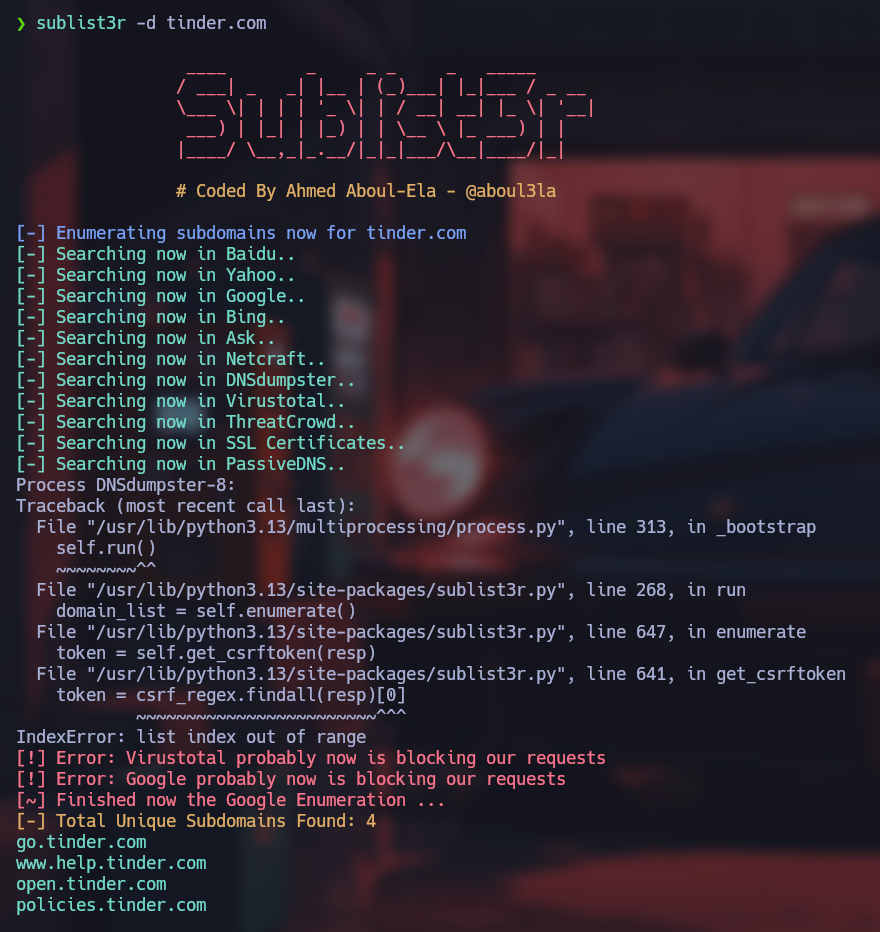 ❯ sublist3r -d tinder.com
                 ____        _     _ _     _   _____
                / ___| _   _| |__ | (_)___| |_|___ / _ __
                \___ \| | | | '_ \| | / __| __| |_ \| '__|
                 ___) | |_| | |_) | | \__ \ |_ ___) | |
                |____/ \__,_|_.__/|_|_|___/\__|____/|_|
                # Coded By Ahmed Aboul-Ela - @aboul3la
[-] Enumerating subdomains now for tinder.com
[-] Searching now in Baidu..
[-] Searching now in Yahoo..
[-] Searching now in Google..
[-] Searching now in Bing..
[-] Searching now in Ask..
[-] Searching now in Netcraft..
[-] Searching now in DNSdumpster..
[-] Searching now in Virustotal..
[-] Searching now in ThreatCrowd..
[-] Searching now in SSL Certificates..
[-] Searching now in PassiveDNS..
Process DNSdumpster-8:
Traceback (most recent call last):
  File "/usr/lib/python3.13/multiprocessing/process.py", line 313, in _bootstrap
    self.run()
    ~~~~~~~~^^
  File "/usr/lib/python3.13/site-packages/sublist3r.py", line 268, in run
    domain_list = self.enumerate()
  File "/usr/lib/python3.13/site-packages/sublist3r.py", line 647, in enumerate
    token = self.get_csrftoken(resp)
  File "/usr/lib/python3.13/site-packages/sublist3r.py", line 641, in get_csrftoken
    token = csrf_regex.findall(resp)[0]
            ~~~~~~~~~~~~~~~~~~~~~~~~^^^
IndexError: list index out of range
[!] Error: Virustotal probably now is blocking our requests
[!] Error: Google probably now is blocking our requests
[~] Finished now the Google Enumeration ...
[-] Total Unique Subdomains Found: 4
go.tinder.com
www.help.tinder.com
open.tinder.com
policies.tinder.com